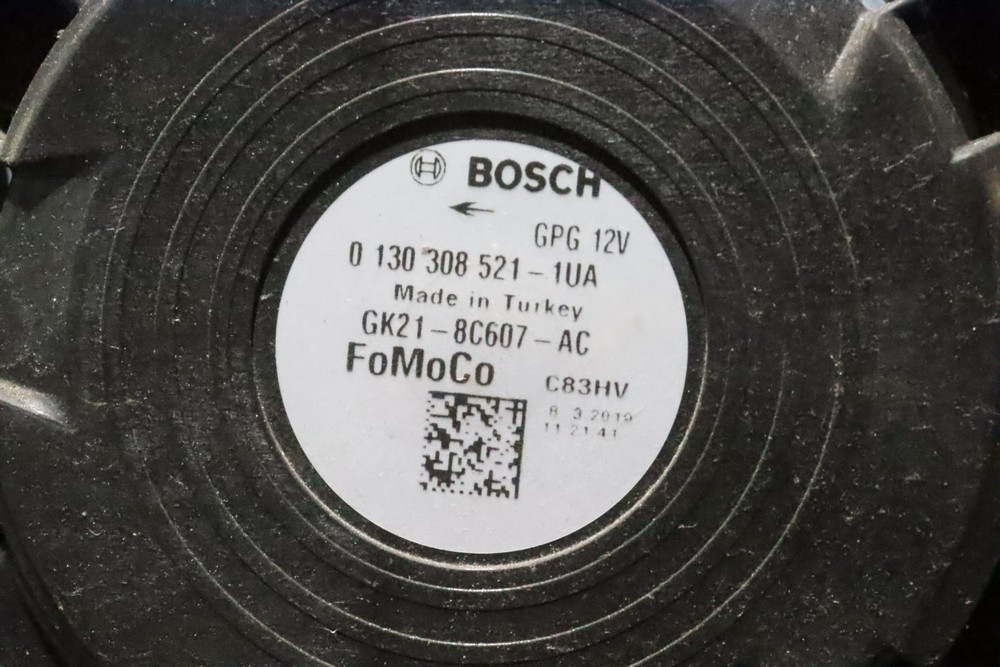 BOSCH
GPG 12V
0 130 308 521 - 1UA
Made in Turkey
GK21 - 8C607 - AC
FoMoCo
C83HV
8 3 2019
11 21 41